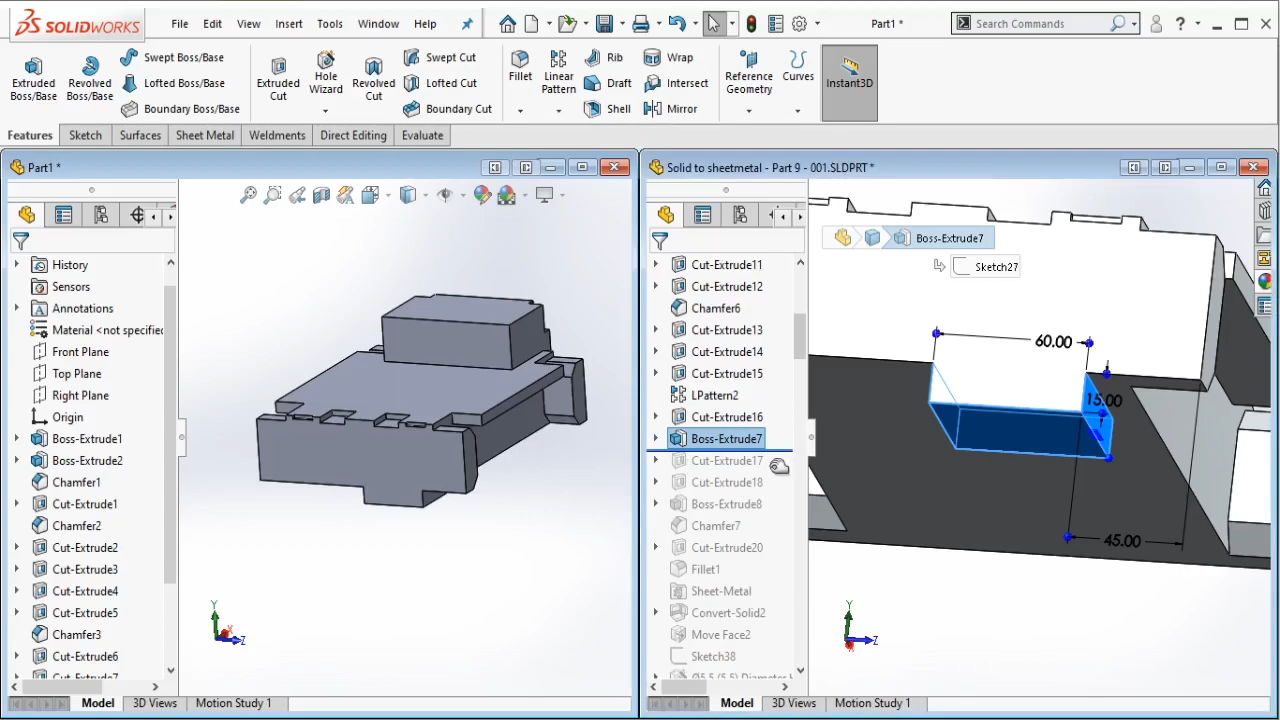 SOLIDWORKS File Edit View Insert Tools Window Help Part1 * Search Commands
Extruded Boss/Base
Revolved Boss/Base
Swept Boss/Base
Lofted Boss/Base
Boundary Boss/Base
Extruded Cut
Hole Wizard
Revolved Cut
Swept Cut
Lofted Cut
Boundary Cut
Fillet
Linear Pattern
Rib
Draft
Shell
Wrap
Intersect
Mirror
Reference Geometry
Curves
Instant3D
Features Sketch Surfaces Sheet Metal Weldments Direct Editing Evaluate
Part1 *
History
Sensors
Annotations
Material <not specifie
Front Plane
Top Plane
Right Plane
Origin
Boss-Extrude1
Boss-Extrude2
Chamfer1
Cut-Extrude1
Chamfer2
Cut-Extrude2
Cut-Extrude3
Cut-Extrude4
Cut-Extrude5
Chamfer3
Cut-Extrude6
Y
X
Z
Model 3D Views Motion Study 1
Solid to sheetmetal - Part 9 - 001.SLDPRT *
Cut-Extrude11
Cut-Extrude12
Chamfer6
Cut-Extrude13
Cut-Extrude14
Cut-Extrude15
LPattern2
Cut-Extrude16
Boss-Extrude7
Cut-Extrude17
Cut-Extrude18
Boss-Extrude8
Chamfer7
Cut-Extrude20
Fillet1
Sheet-Metal
Convert-Solid2
Move Face2
Sketch38
Boss-Extrude7
Sketch27
60.00
15.00
45.00
Y
X
Z
Model 3D Views Motion Study 1